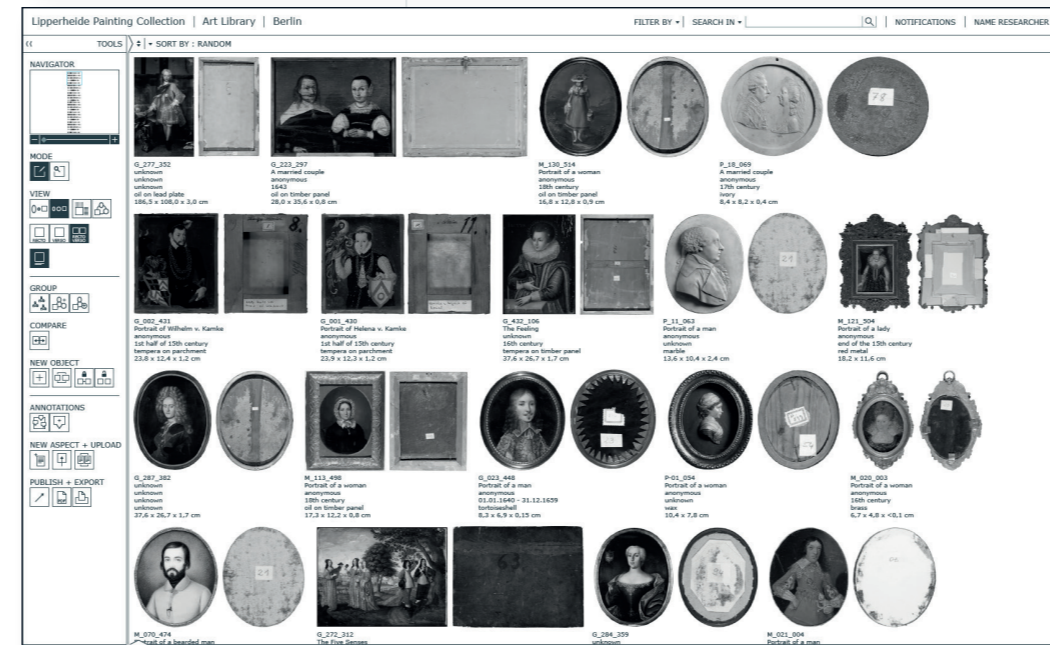 Lipperheide Painting Collection | Art Library | Berlin
FILTER BY
SEARCH IN
NOTIFICATIONS
NAME RESEARCHER
TOOLS
SORT BY : RANDOM
NAVIGATOR
MODE
VIEW
RECTO
VERSO
RECTO
VERSO
GROUP
COMPARE
NEW OBJECT
ANNOTATIONS
NEW ASPECT + UPLOAD
PUBLISH + EXPORT
78
G_277_352
unknown
unknown
unknown
oil on lead plate
186,5 x 108,0 x 3,0 cm
G_223_297
A married couple
anonymous
1643
oil on timber panel
28,0 x 35,6 x 0,8 cm
M_130_514
Portrait of a woman
anonymous
18th century
oil on timber panel
16,8 x 12,8 x 0,9 cm
P_18_069
A married couple
anonymous
17th century
ivory
8,4 x 8,2 x 0,4 cm
8.
11.
21
G_002_431
Portrait of Wilhelm v. Kamke
anonymous
1st half of 15th century
tempera on parchment
23.8 x 12.4 x 1.2 cm
G_001_430
Portrait of Helena v. Kamke
anonymous
1st half of 15th century
tempera on parchment
23,9 x 12,3 x 1.2 cm
G_432_106
The Feeling
unknown
16th century
tempera on timber panel
37,6 x 26,7 x 1,7 cm
P_11_063
Portrait of a man
anonymous
unknown
marble
13,6 x 10,4 x 2,4 cm
M_121_504
Portrait of a lady
anonymous
end of the 15th century
red metal
18,2 x 11,6 cm
G_287_382
unknown
unknown
unknown
unknown
37,6 x 26,7 x 1,7 cm
M_113_498
Portrait of a woman
anonymous
18th century
oil on timber panel
17,3 x 12,2 x 0,8 cm
G_023_448
Portrait of a man
anonymous
01.01.1640 - 31.12.1659
tortoiseshell
8,3 x 6,9 x 0,15 cm
P-01_054
Portrait of a woman
anonymous
unknown
wax
10,4 x 7,8 cm
M_020_003
Portrait of a woman
anonymous
16th century
brass
6,7 x 4,8 x <0,1 cm
21
63
M_070_474
Portrait of a bearded man
G_272_312
The Five Senses
G_284_359
unknown
M_021_004
Portrait of a man